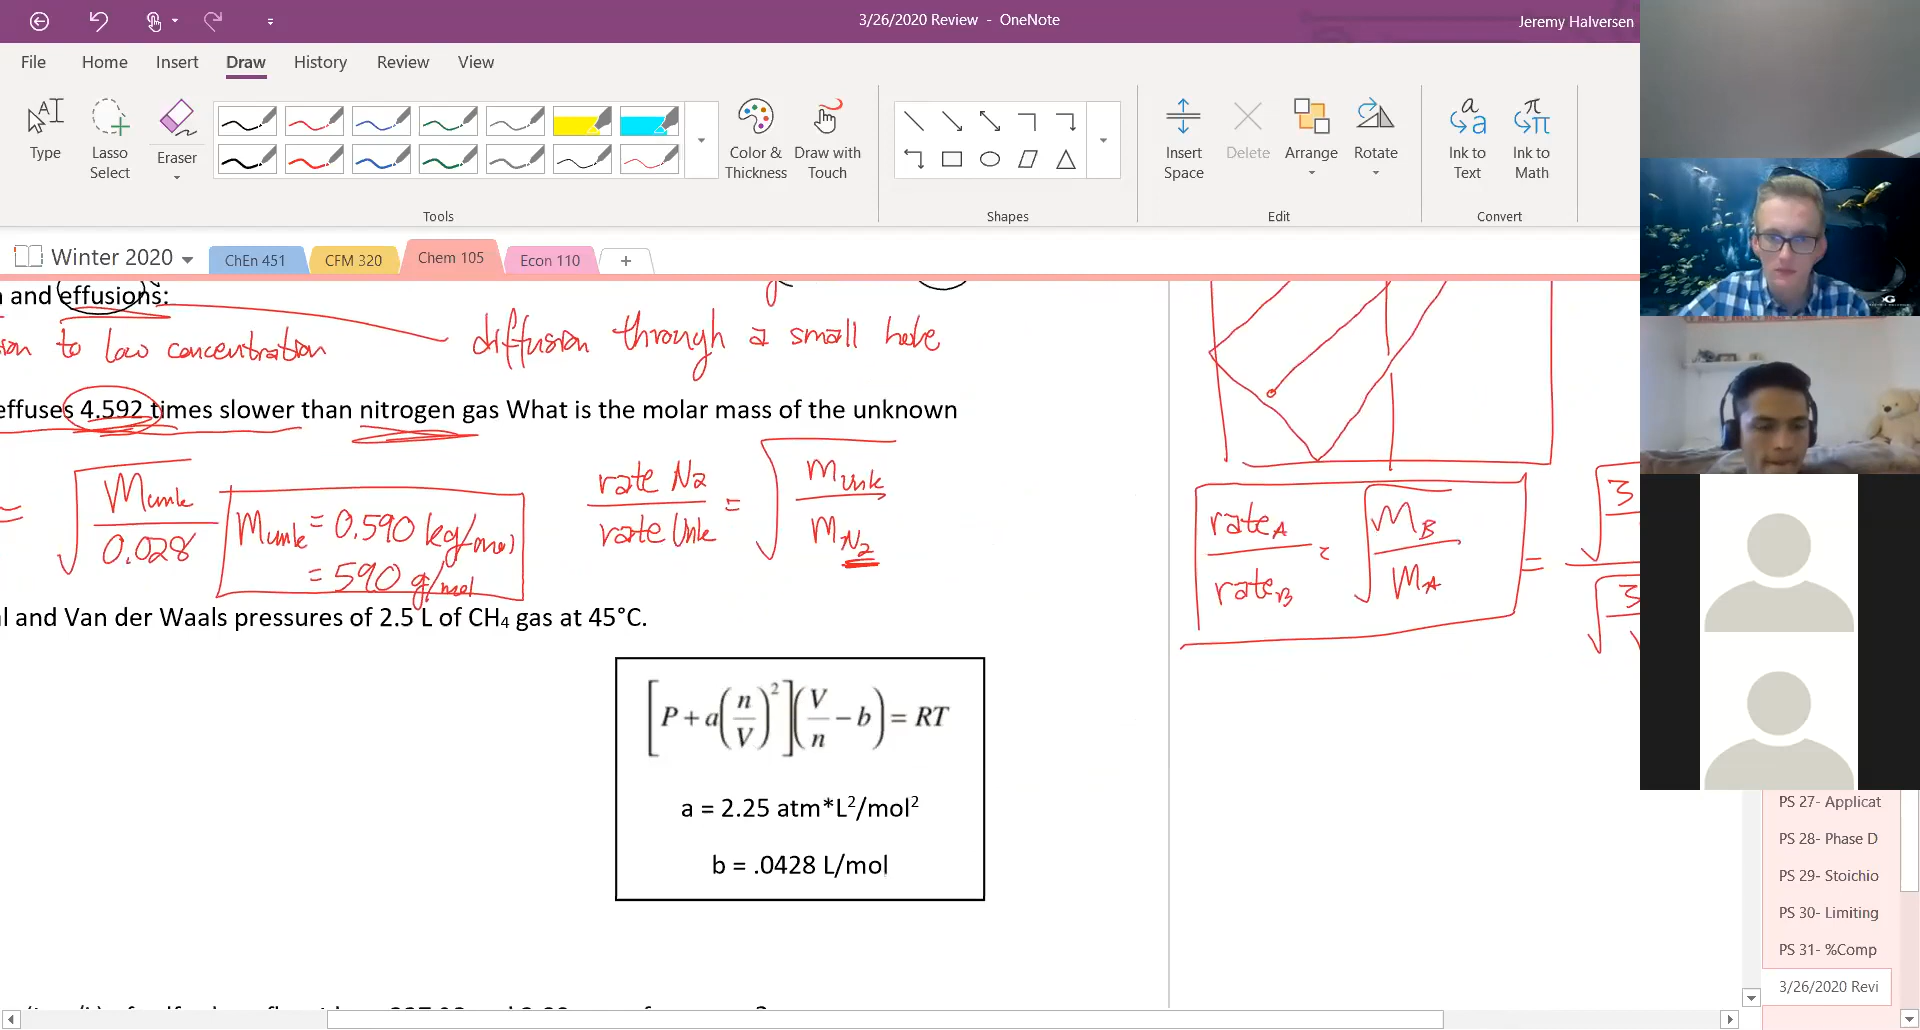 3/26/2020 Review - OneNote
Jeremy Halversen
File Home Insert Draw History Review View
Type
Lasso Select
Eraser
Color & Thickness
Draw with Touch
Insert Space
Delete
Arrange
Rotate
Ink to Text
Ink to Math
Tools
Shapes
Edit
Convert
Winter 2020
ChEn 451
CFM 320
Chem 105
Econ 110
and effusions:
to low concentration
diffusion through a small hole
effuses 4.592 times slower than nitrogen gas What is the molar mass of the unknown
= √(Munk/0.028)
Munk = 0.590 kg/mol
= 590 g/mol
rate N2/rate Unk = √(Munk/MN2)
rateA/rateB = √(MB/MA) =
and Van der Waals pressures of 2.5 L of CH₄ gas at 45°C.
[P + a(n/V)²](V/n − b) = RT
a = 2.25 atm*L²/mol²
b = .0428 L/mol
PS 27- Applicat
PS 28- Phase D
PS 29- Stoichio
PS 30- Limiting
PS 31- %Comp
3/26/2020 Revi